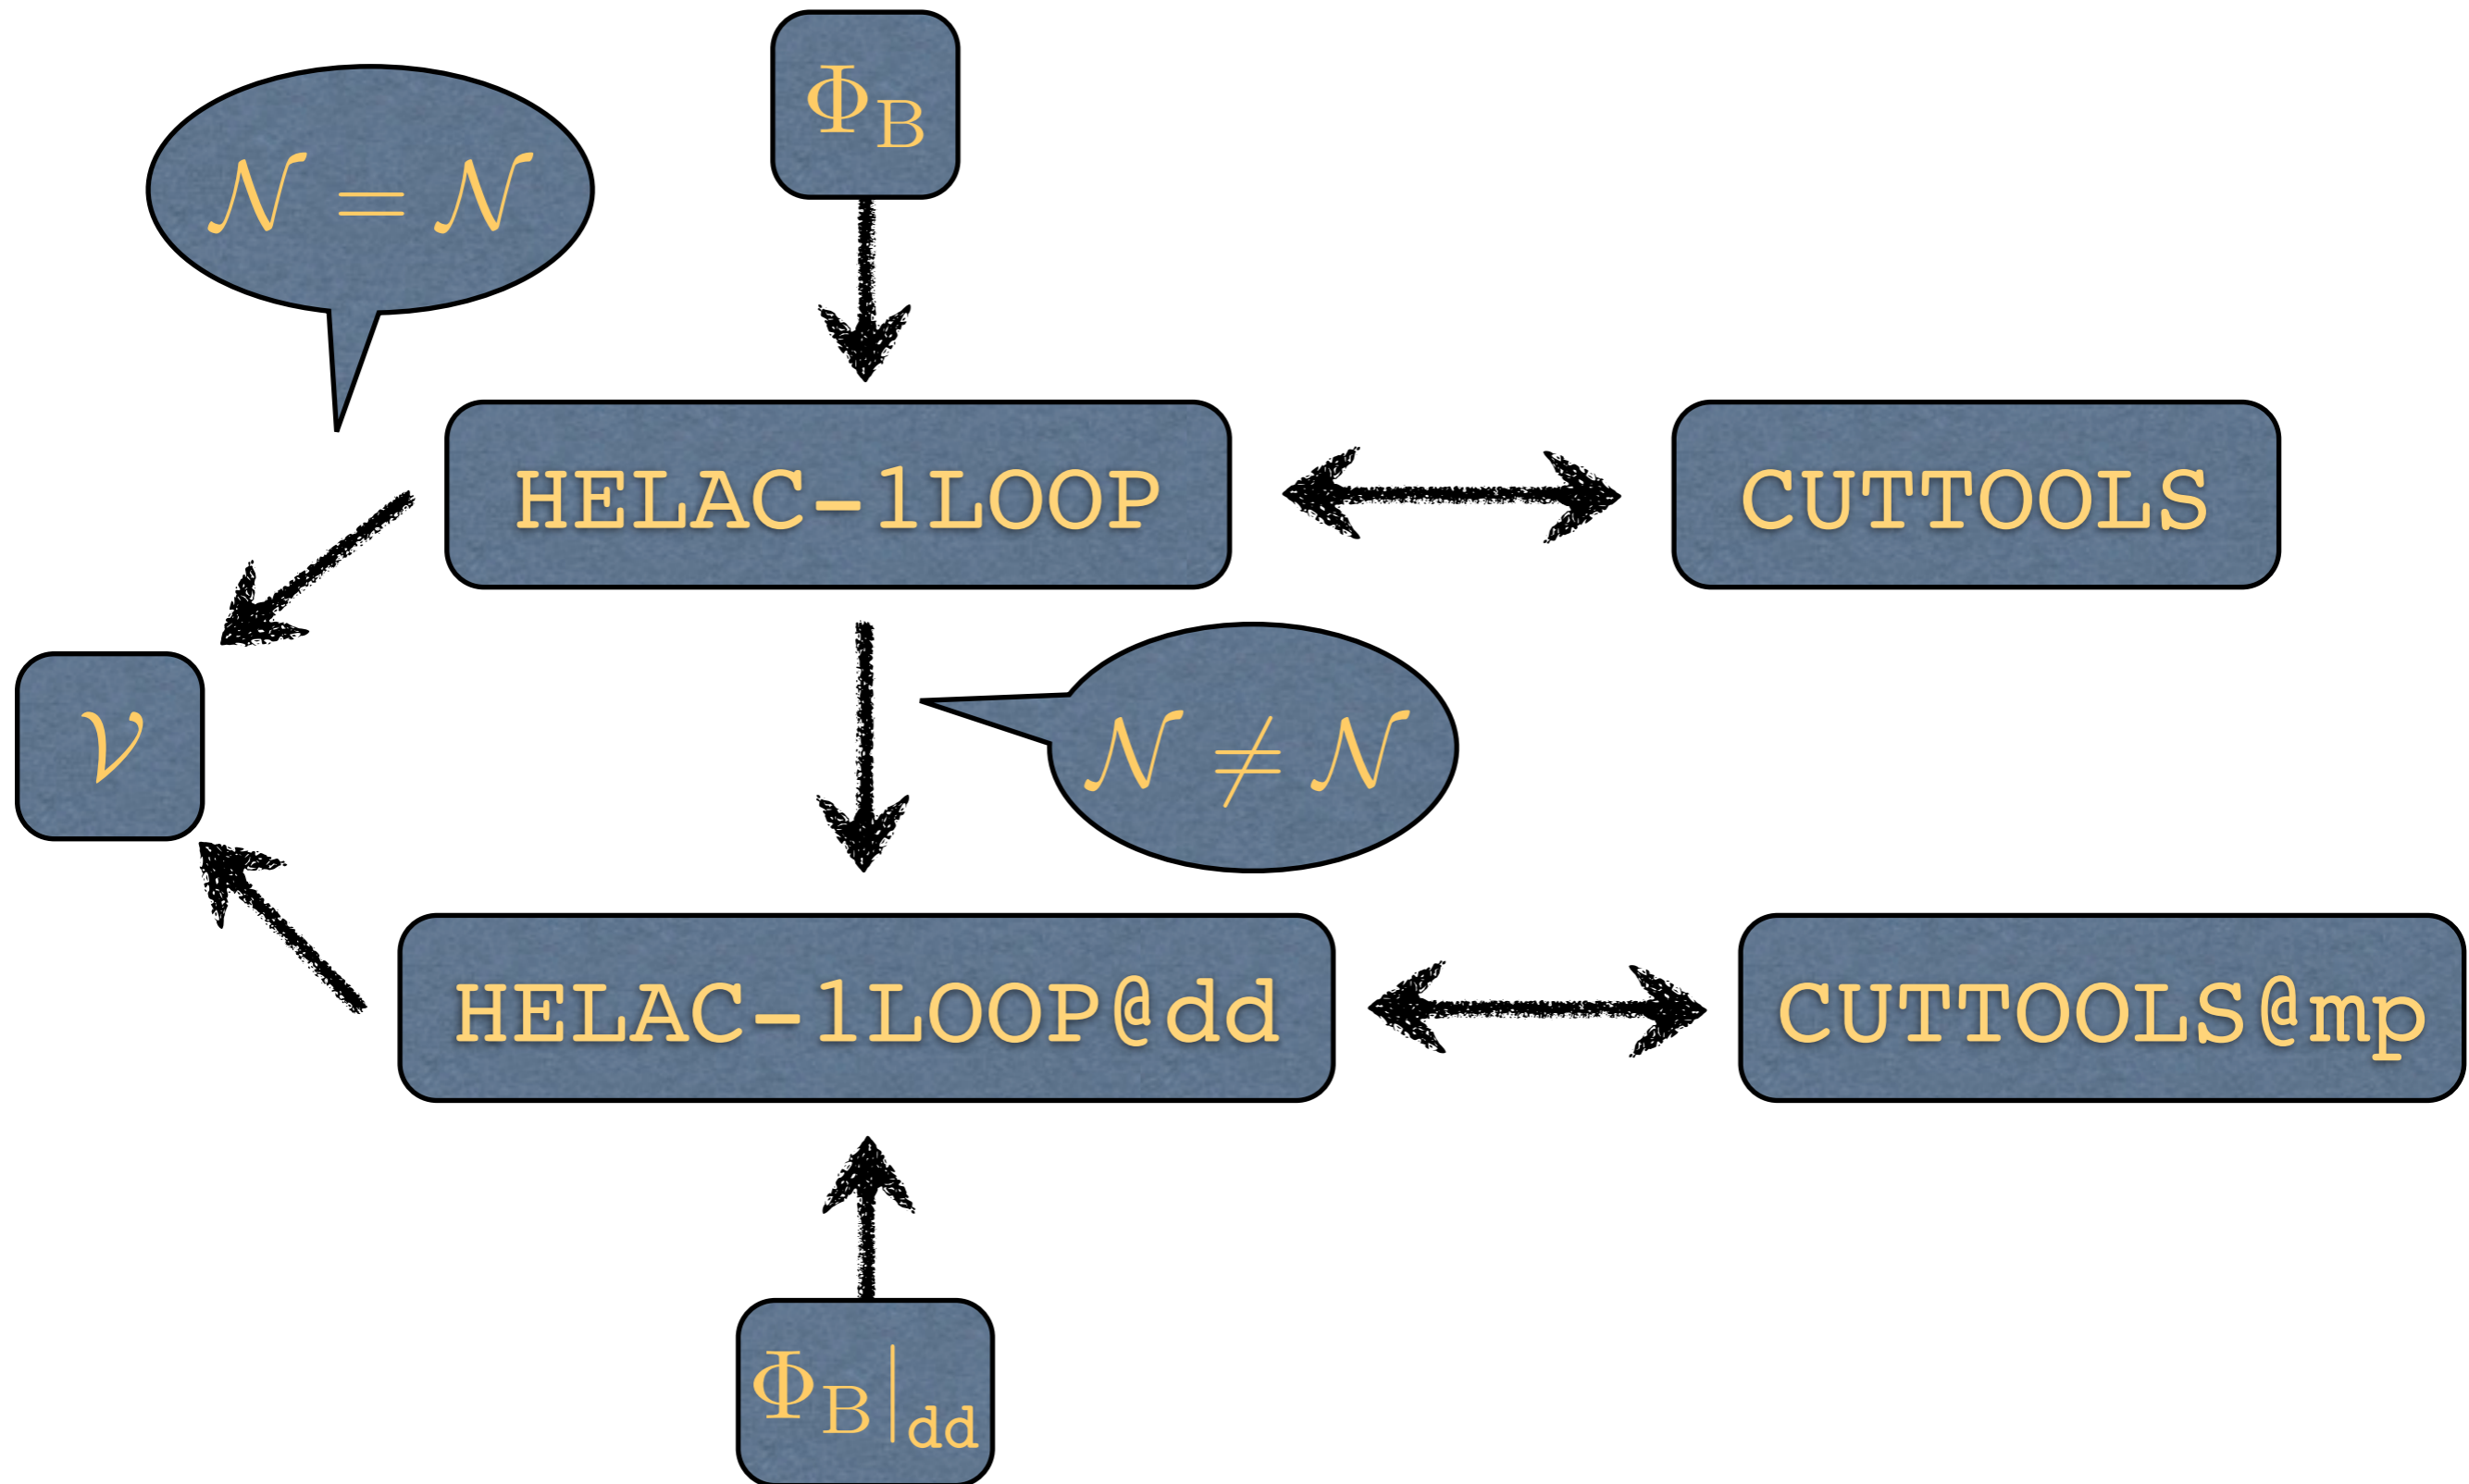 Φ_B
𝒩 = 𝒩
HELAC-1LOOP
CUTTOOLS
𝒱
𝒩 ≠ 𝒩
HELAC-1LOOP@dd
CUTTOOLS@mp
Φ_B|_dd